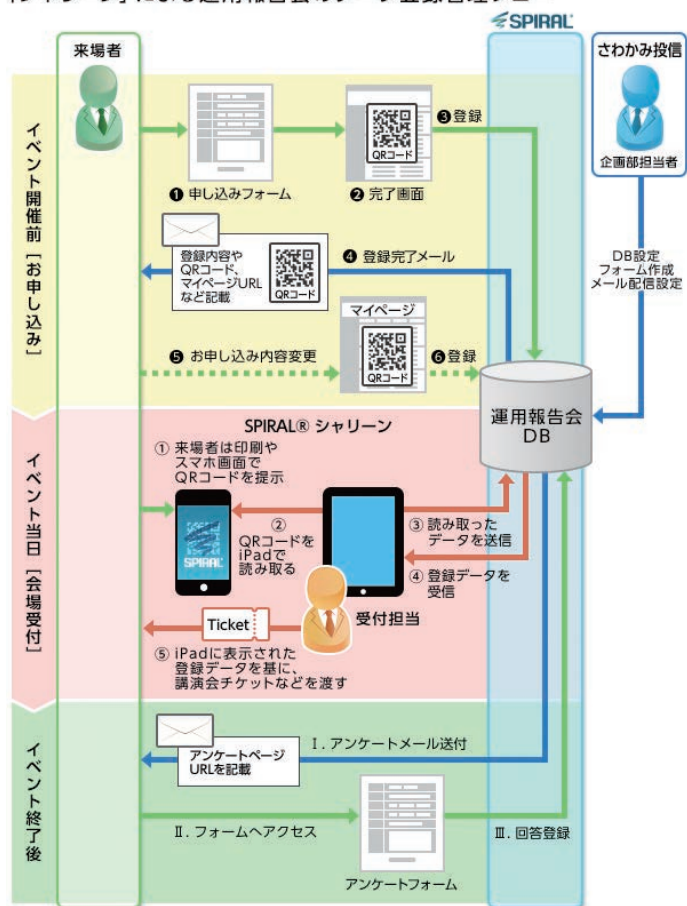 SPIRAL®
来場者
さわかみ投信
企画部担当者
イベント開催前［お申し込み］
QRコード
❶ 申し込みフォーム
❷ 完了画面
❸登録
登録内容や
QRコード、
マイページURL
など記載
QRコード
❹ 登録完了メール
DB設定
フォーム作成
メール配信設定
マイページ
QRコード
❺ お申し込み内容変更
❻登録
運用報告会
DB
イベント当日［会場受付］
SPIRAL® シャリーン
① 来場者は印刷や
スマホ画面で
QRコードを提示
SPIRAL
②
QRコードを
iPadで
読み取る
③ 読み取った
データを送信
④ 登録データを
受信
受付担当
Ticket
⑤ iPadに表示された
登録データを基に、
講演会チケットなどを渡す
イベント終了後
アンケートページ
URLを記載
Ⅰ. アンケートメール送付
Ⅱ. フォームへアクセス
アンケートフォーム
Ⅲ. 回答登録